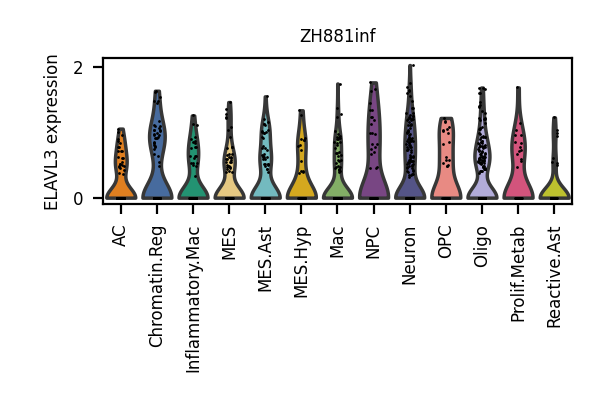 ZH881inf
ELAVL3 expression
2
0
AC
Chromatin.Reg
Inflammatory.Mac
MES
MES.Ast
MES.Hyp
Mac
NPC
Neuron
OPC
Oligo
Prolif.Metab
Reactive.Ast